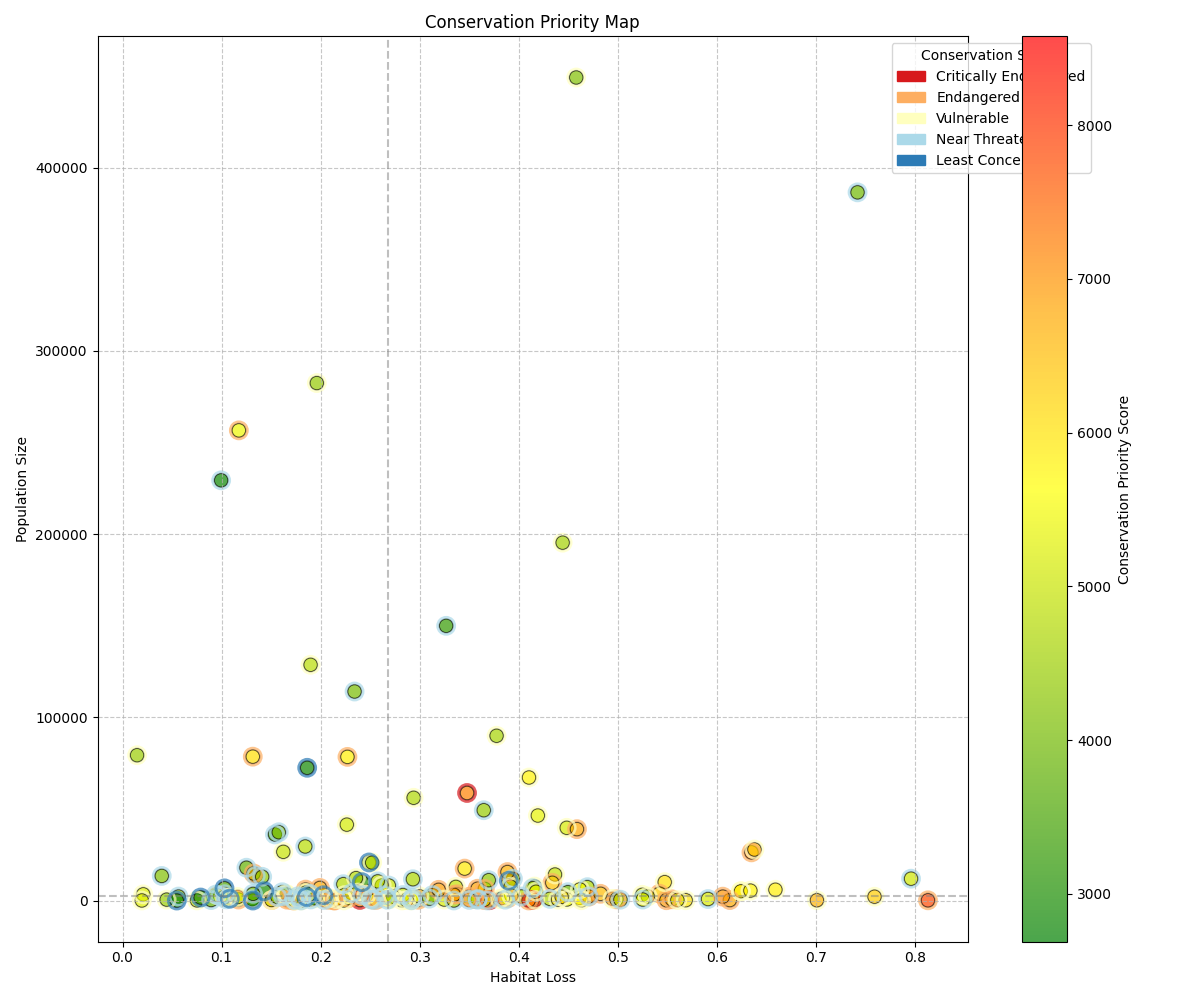 Conservation Priority Map
Conservation S
Critically End ed
Endangered
Vulnerable
Near Threate
Least Conce
Population Size
400000
300000
200000
100000
0
0.0 0.1 0.2 0.3 0.4 0.5 0.6 0.7 0.8
Habitat Loss
8000
7000
6000
5000
4000
3000
Conservation Priority Score